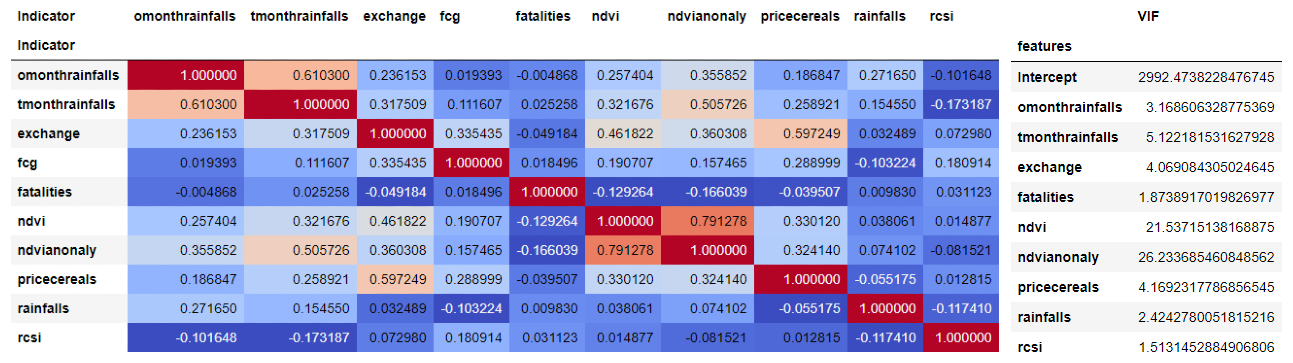 Indicator omonthrainfalls tmonthrainfalls exchange fcg fatalities ndvi ndvianonaly pricecereals rainfalls rcsi
Indicator
omonthrainfalls 1.000000 0.610300 0.236153 0.019393 -0.004868 0.257404 0.355852 0.186847 0.271650 -0.101648
tmonthrainfalls 0.610300 1.000000 0.317509 0.111607 0.025258 0.321676 0.505726 0.258921 0.154550 -0.173187
exchange 0.236153 0.317509 1.000000 0.335435 -0.049184 0.461822 0.360308 0.597249 0.032489 0.072980
fcg 0.019393 0.111607 0.335435 1.000000 0.018496 0.190707 0.157465 0.288999 -0.103224 0.180914
fatalities -0.004868 0.025258 -0.049184 0.018496 1.000000 -0.129264 -0.166039 -0.039507 0.009830 0.031123
ndvi 0.257404 0.321676 0.461822 0.190707 -0.129264 1.000000 0.791278 0.330120 0.038061 0.014877
ndvianonaly 0.355852 0.505726 0.360308 0.157465 -0.166039 0.791278 1.000000 0.324140 0.074102 -0.081521
pricecereals 0.186847 0.258921 0.597249 0.288999 -0.039507 0.330120 0.324140 1.000000 -0.055175 0.012815
rainfalls 0.271650 0.154550 0.032489 -0.103224 0.009830 0.038061 0.074102 -0.055175 1.000000 -0.117410
rcsi -0.101648 -0.173187 0.072980 0.180914 0.031123 0.014877 -0.081521 0.012815 -0.117410 1.000000
VIF
features
Intercept 2992.4738228476745
omonthrainfalls 3.168606328775369
tmonthrainfalls 5.122181531627928
exchange 4.069084305024645
fatalities 1.8738917019826977
ndvi 21.53715138168875
ndvianonaly 26.233685460848562
pricecereals 4.1692317786856545
rainfalls 2.4242780051815216
rcsi 1.5131452884906806